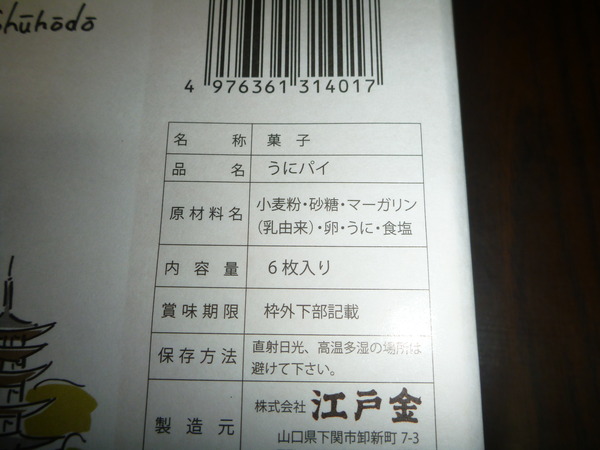 Shūhōdō
4 976361 314017
名称 菓子
品名 うにパイ
原材料名 小麦粉・砂糖・マーガリン
（乳由来）・卵・うに・食塩
内容量 6枚入り
賞味期限 枠外下部記載
保存方法 直射日光、高温多湿の場所は
避けて下さい。
製造元 株式会社 江戸金
山口県下関市卸新町 7-3